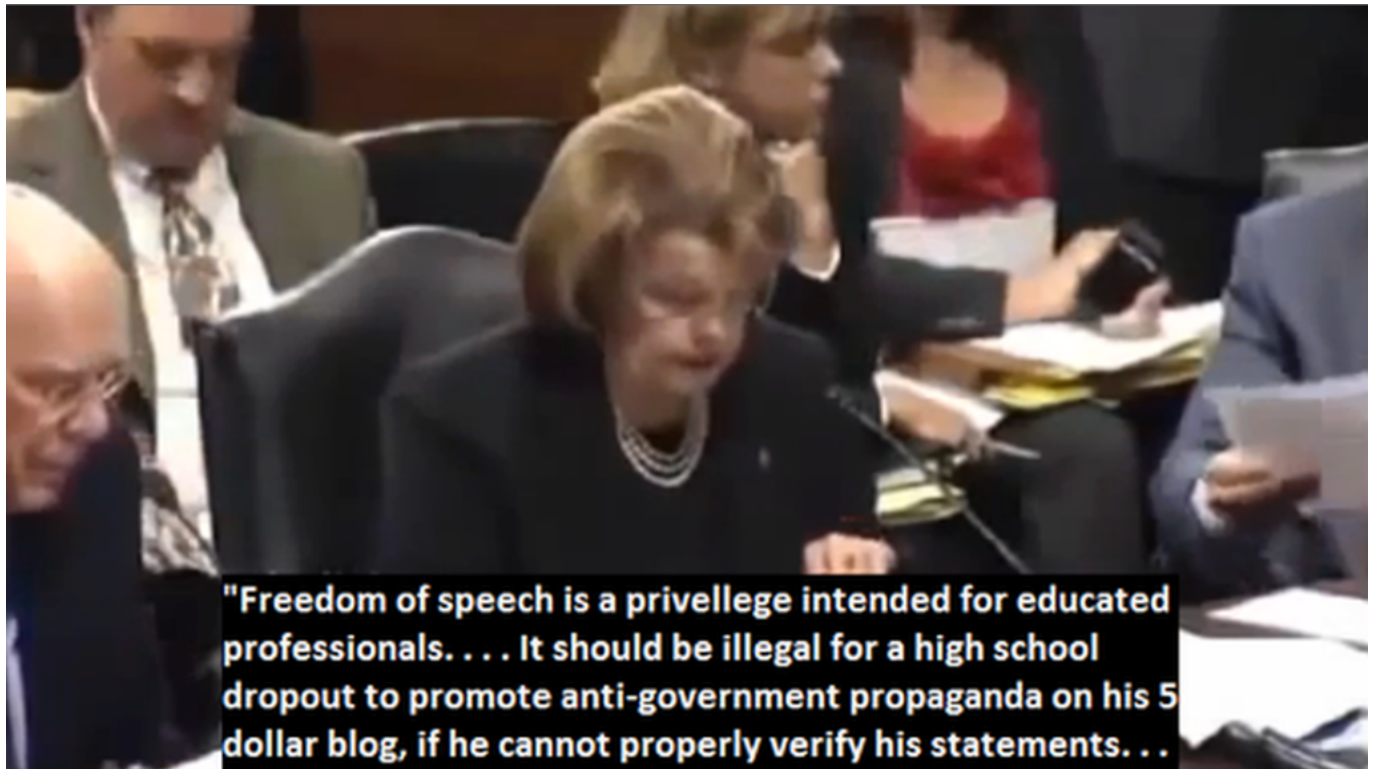 "Freedom of speech is a privellege intended for educated
professionals. . . . It should be illegal for a high school
dropout to promote anti-government propaganda on his 5
dollar blog, if he cannot properly verify his statements. . .